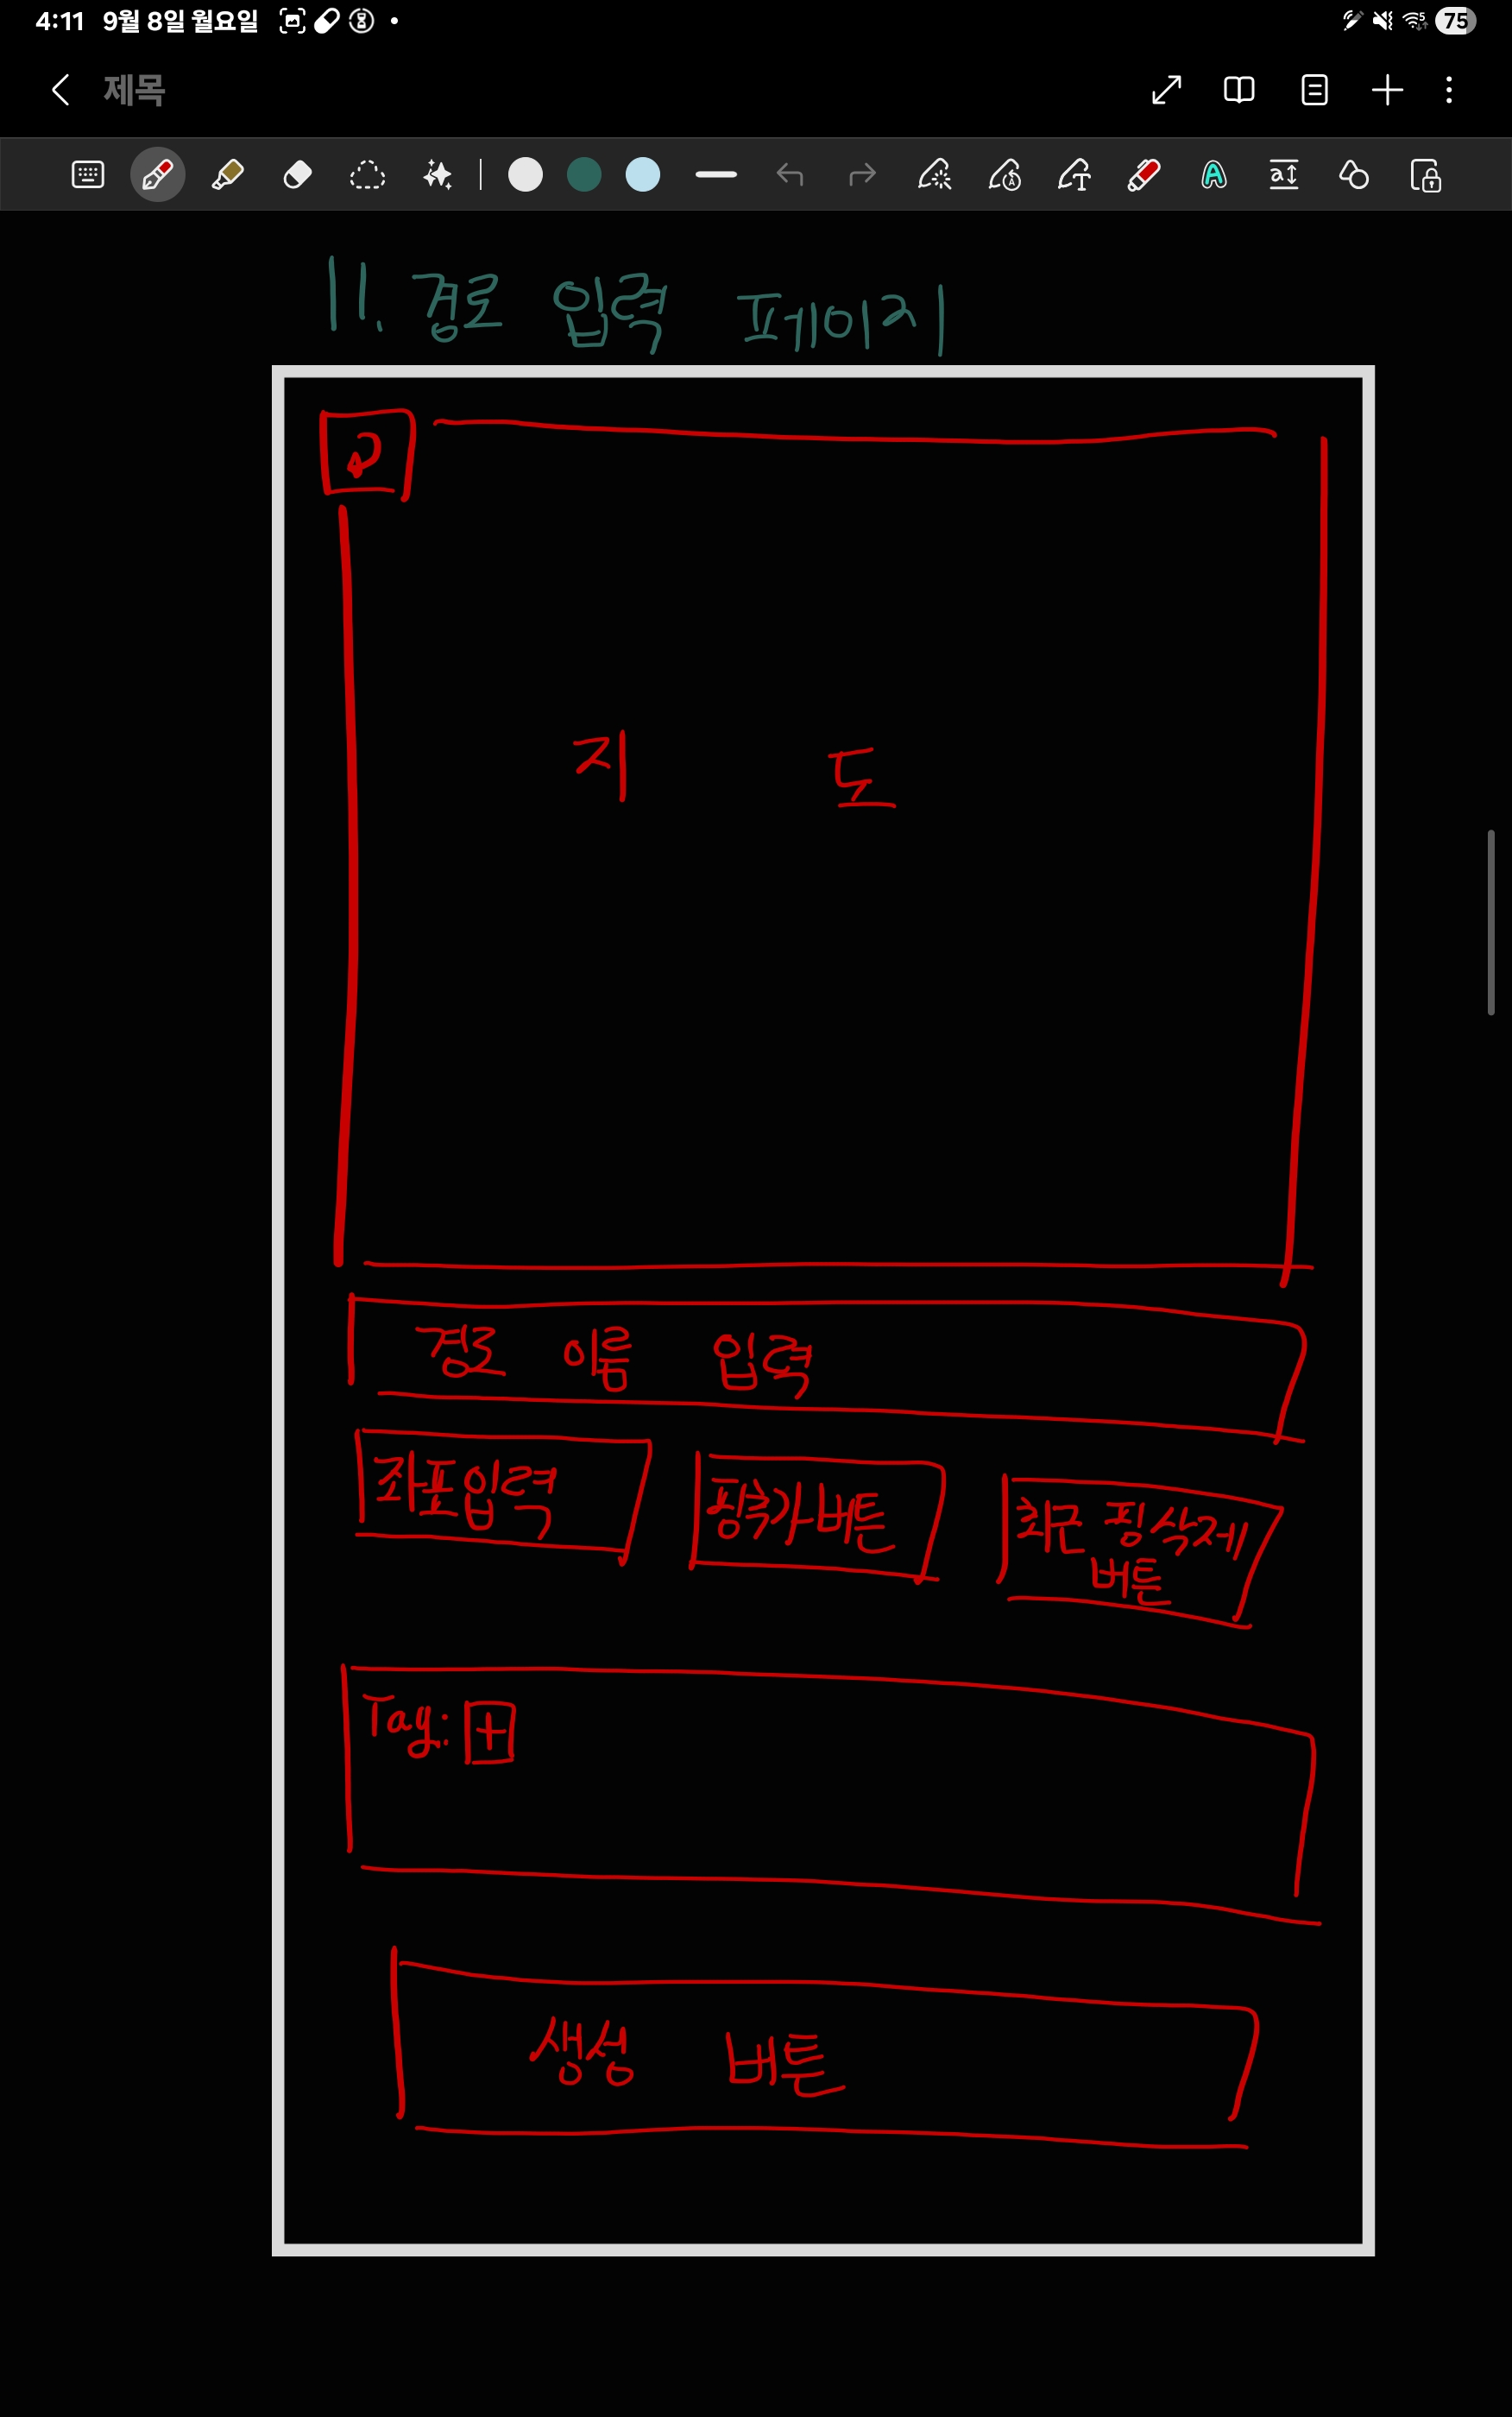 4:11 9월 8일 월요일
75
제목
11. 경로 입력 페이지
지 도
경로 이름 입력
좌표입력
핑추가버튼
최근 핑삭제
버튼
Tag: +
생성 버튼